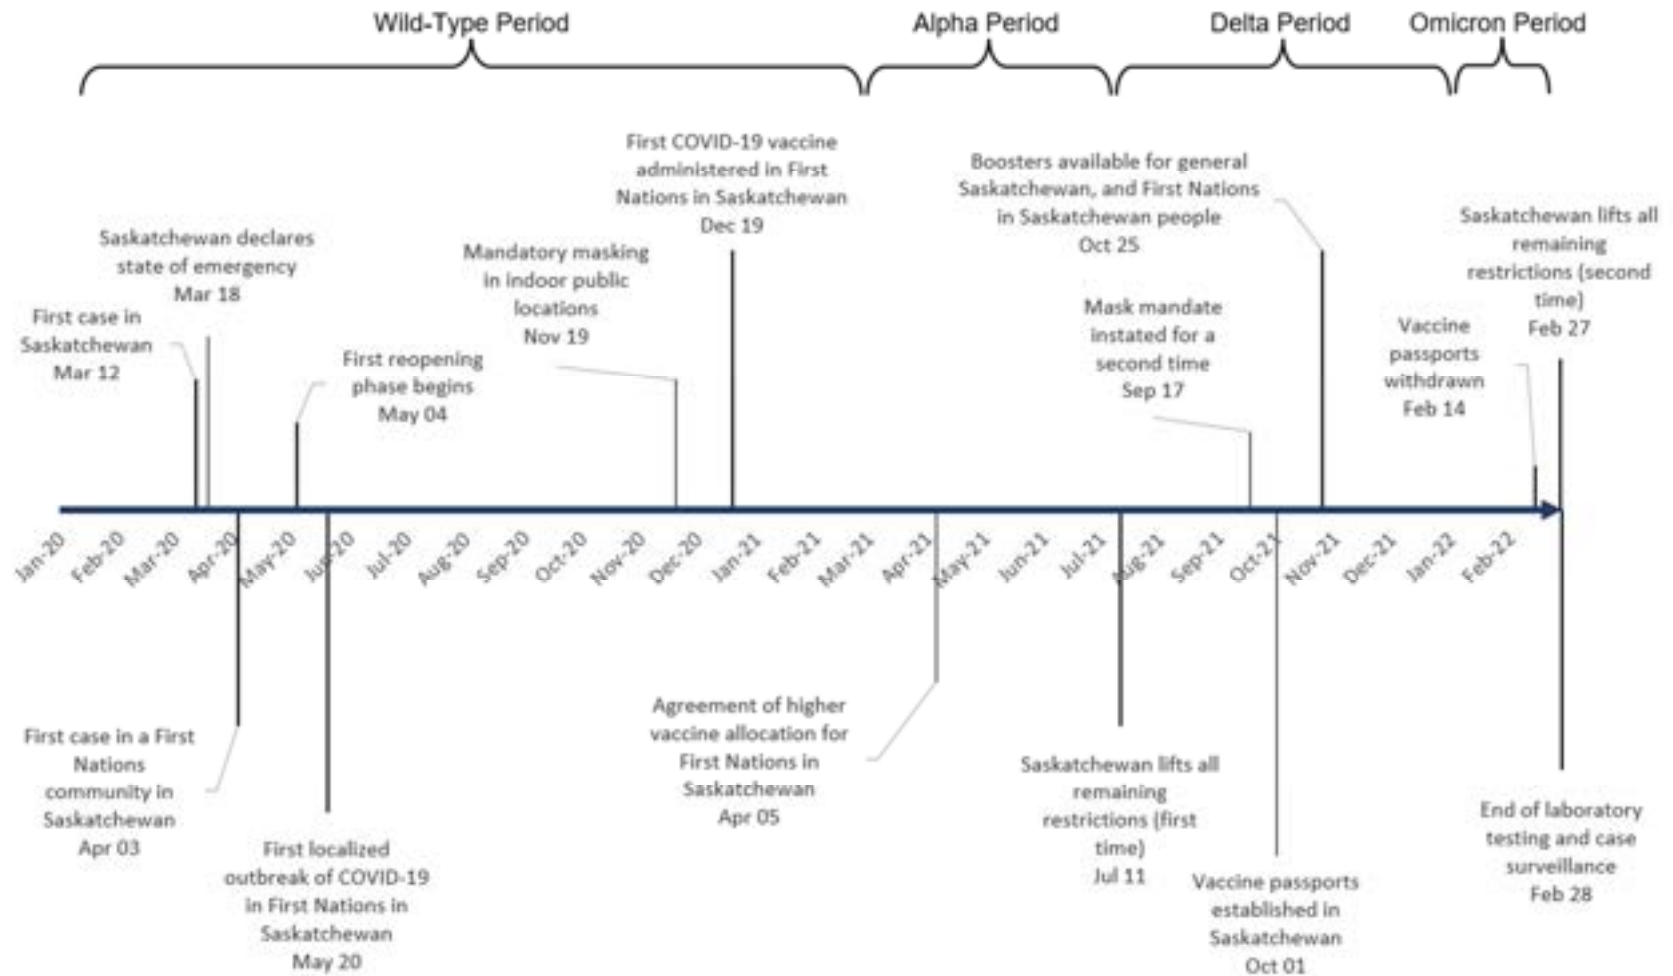 Wild-Type Period
Alpha Period
Delta Period
Omicron Period
First COVID-19 vaccine
administered in First
Nations in Saskatchewan
Dec 19
Boosters available for general
Saskatchewan, and First Nations
in Saskatchewan people
Oct 25
Saskatchewan lifts all
remaining
restrictions (second
time)
Feb 27
Saskatchewan declares
state of emergency
Mar 18
Mandatory masking
in indoor public
locations
Nov 19
Mask mandate
instated for a
second time
Sep 17
First case in
Saskatchewan
Mar 12
Vaccine
passports
withdrawn
Feb 14
First reopening
phase begins
May 04
Jan-20
Feb-20
Mar-20
Apr-20
May-20
Jun-20
Jul-20
Aug-20
Sep-20
Oct-20
Nov-20
Dec-20
Jan-21
Feb-21
Mar-21
Apr-21
May-21
Jun-21
Jul-21
Aug-21
Sep-21
Oct-21
Nov-21
Dec-21
Jan-22
Feb-22
First case in a First
Nations
community in
Saskatchewan
Apr 03
First localized
outbreak of COVID-19
in First Nations in
Saskatchewan
May 20
Agreement of higher
vaccine allocation for
First Nations in
Saskatchewan
Apr 05
Saskatchewan lifts all
remaining
restrictions (first
time)
Jul 11
Vaccine passports
established in
Saskatchewan
Oct 01
End of laboratory
testing and case
surveillance
Feb 28